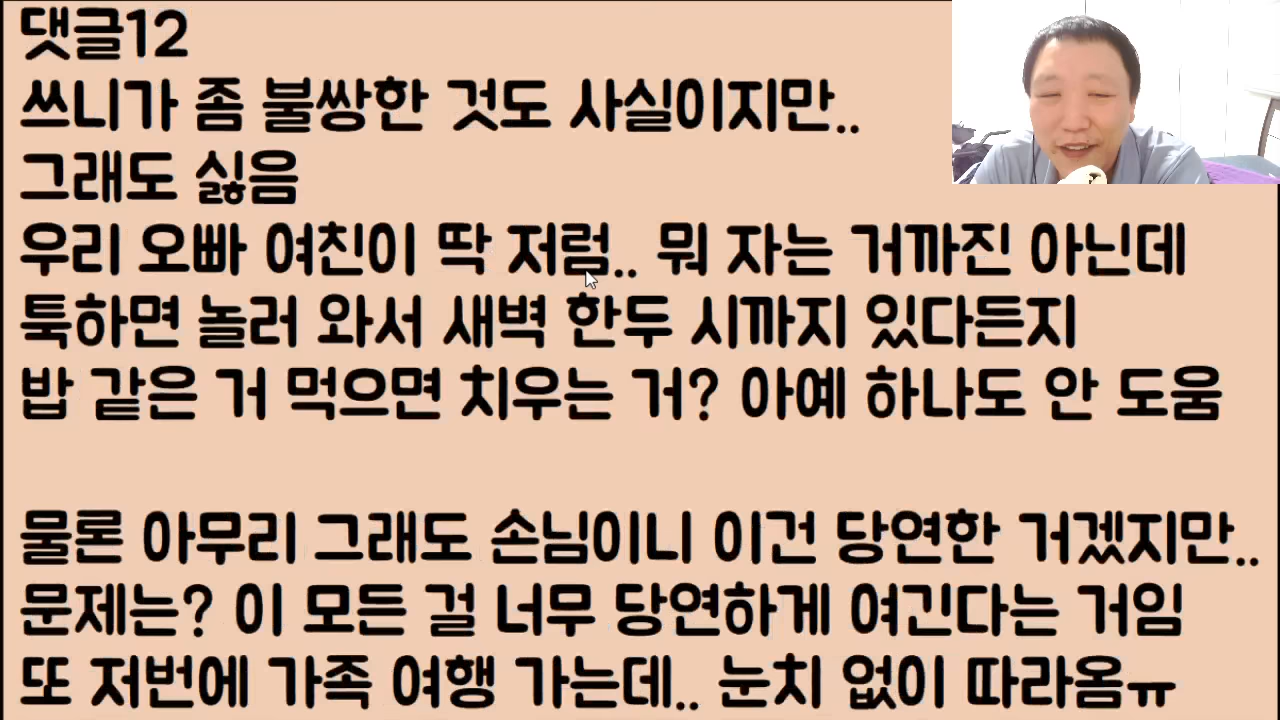 댓글12
쓰니가 좀 불쌍한 것도 사실이지만..
그래도 싫음
우리 오빠 여친이 딱 저럼.. 뭐 자는 거까진 아닌데
툭하면 놀러 와서 새벽 한두 시까지 있다든지
밥 같은 거 먹으면 치우는 거? 아예 하나도 안 도움
물론 아무리 그래도 손님이니 이건 당연한 거겠지만..
문제는? 이 모든 걸 너무 당연하게 여긴다는 거임
또 저번에 가족 여행 가는데.. 눈치 없이 따라옴ㅠ